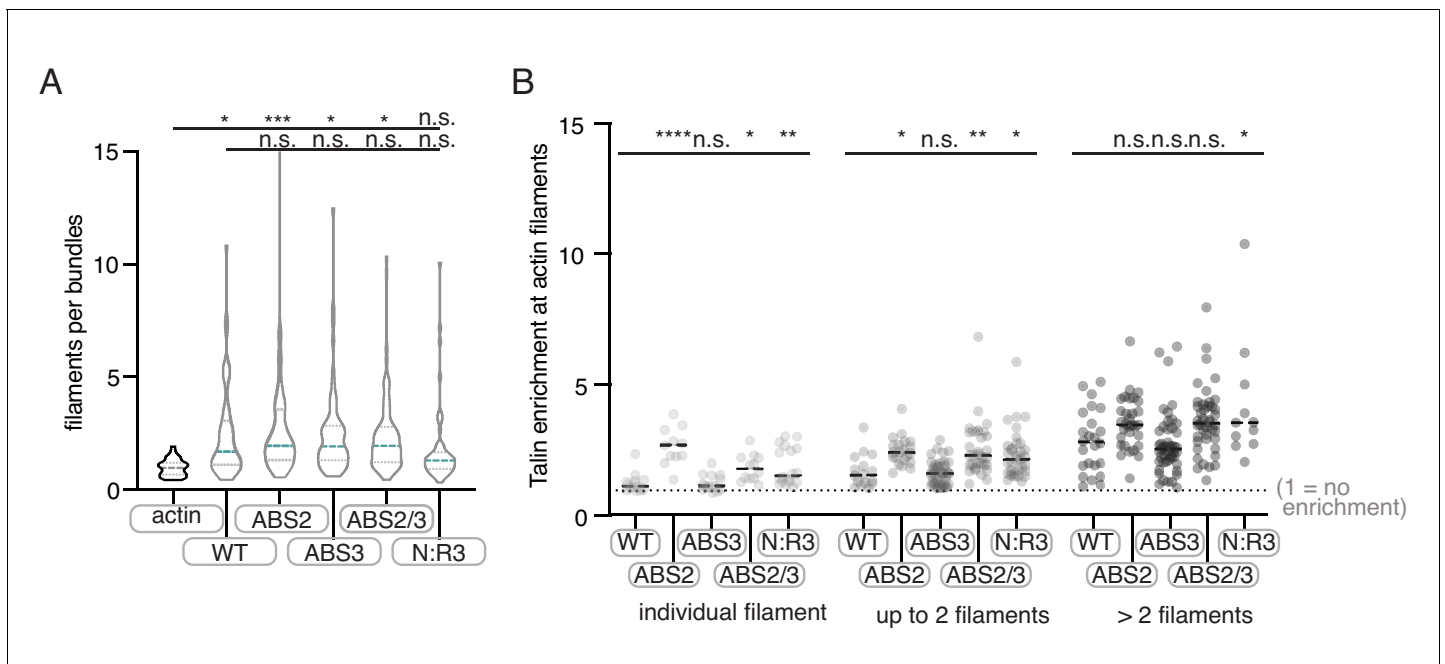 A
* *** * * n.s.
n.s. n.s. n.s. n.s.
15
10
5
0
filaments per bundles
actin ABS2 ABS2/3
WT ABS3 N:R3
B
**** n.s. * ** * n.s. ** * n.s. n.s. n.s. *
15
10
5
0
Talin enrichment at actin filaments
(1 = no
enrichment)
WT ABS3 N:R3 WT ABS3 N:R3 WT ABS3 N:R3
ABS2 ABS2/3 ABS2 ABS2/3 ABS2 ABS2/3
individual filament up to 2 filaments > 2 filaments